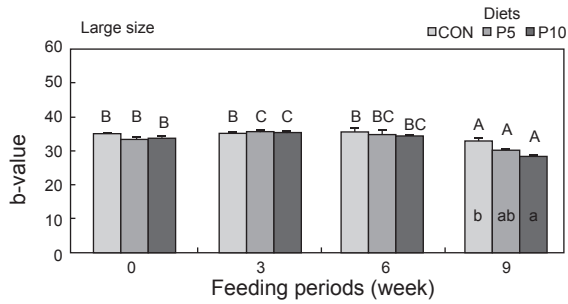 Diets
Large size
CON P5 P10
60
50
40
30
20
10
0
b-value
B B B
B C C
B BC BC
A A A
b ab a
0 3 6 9
Feeding periods (week)